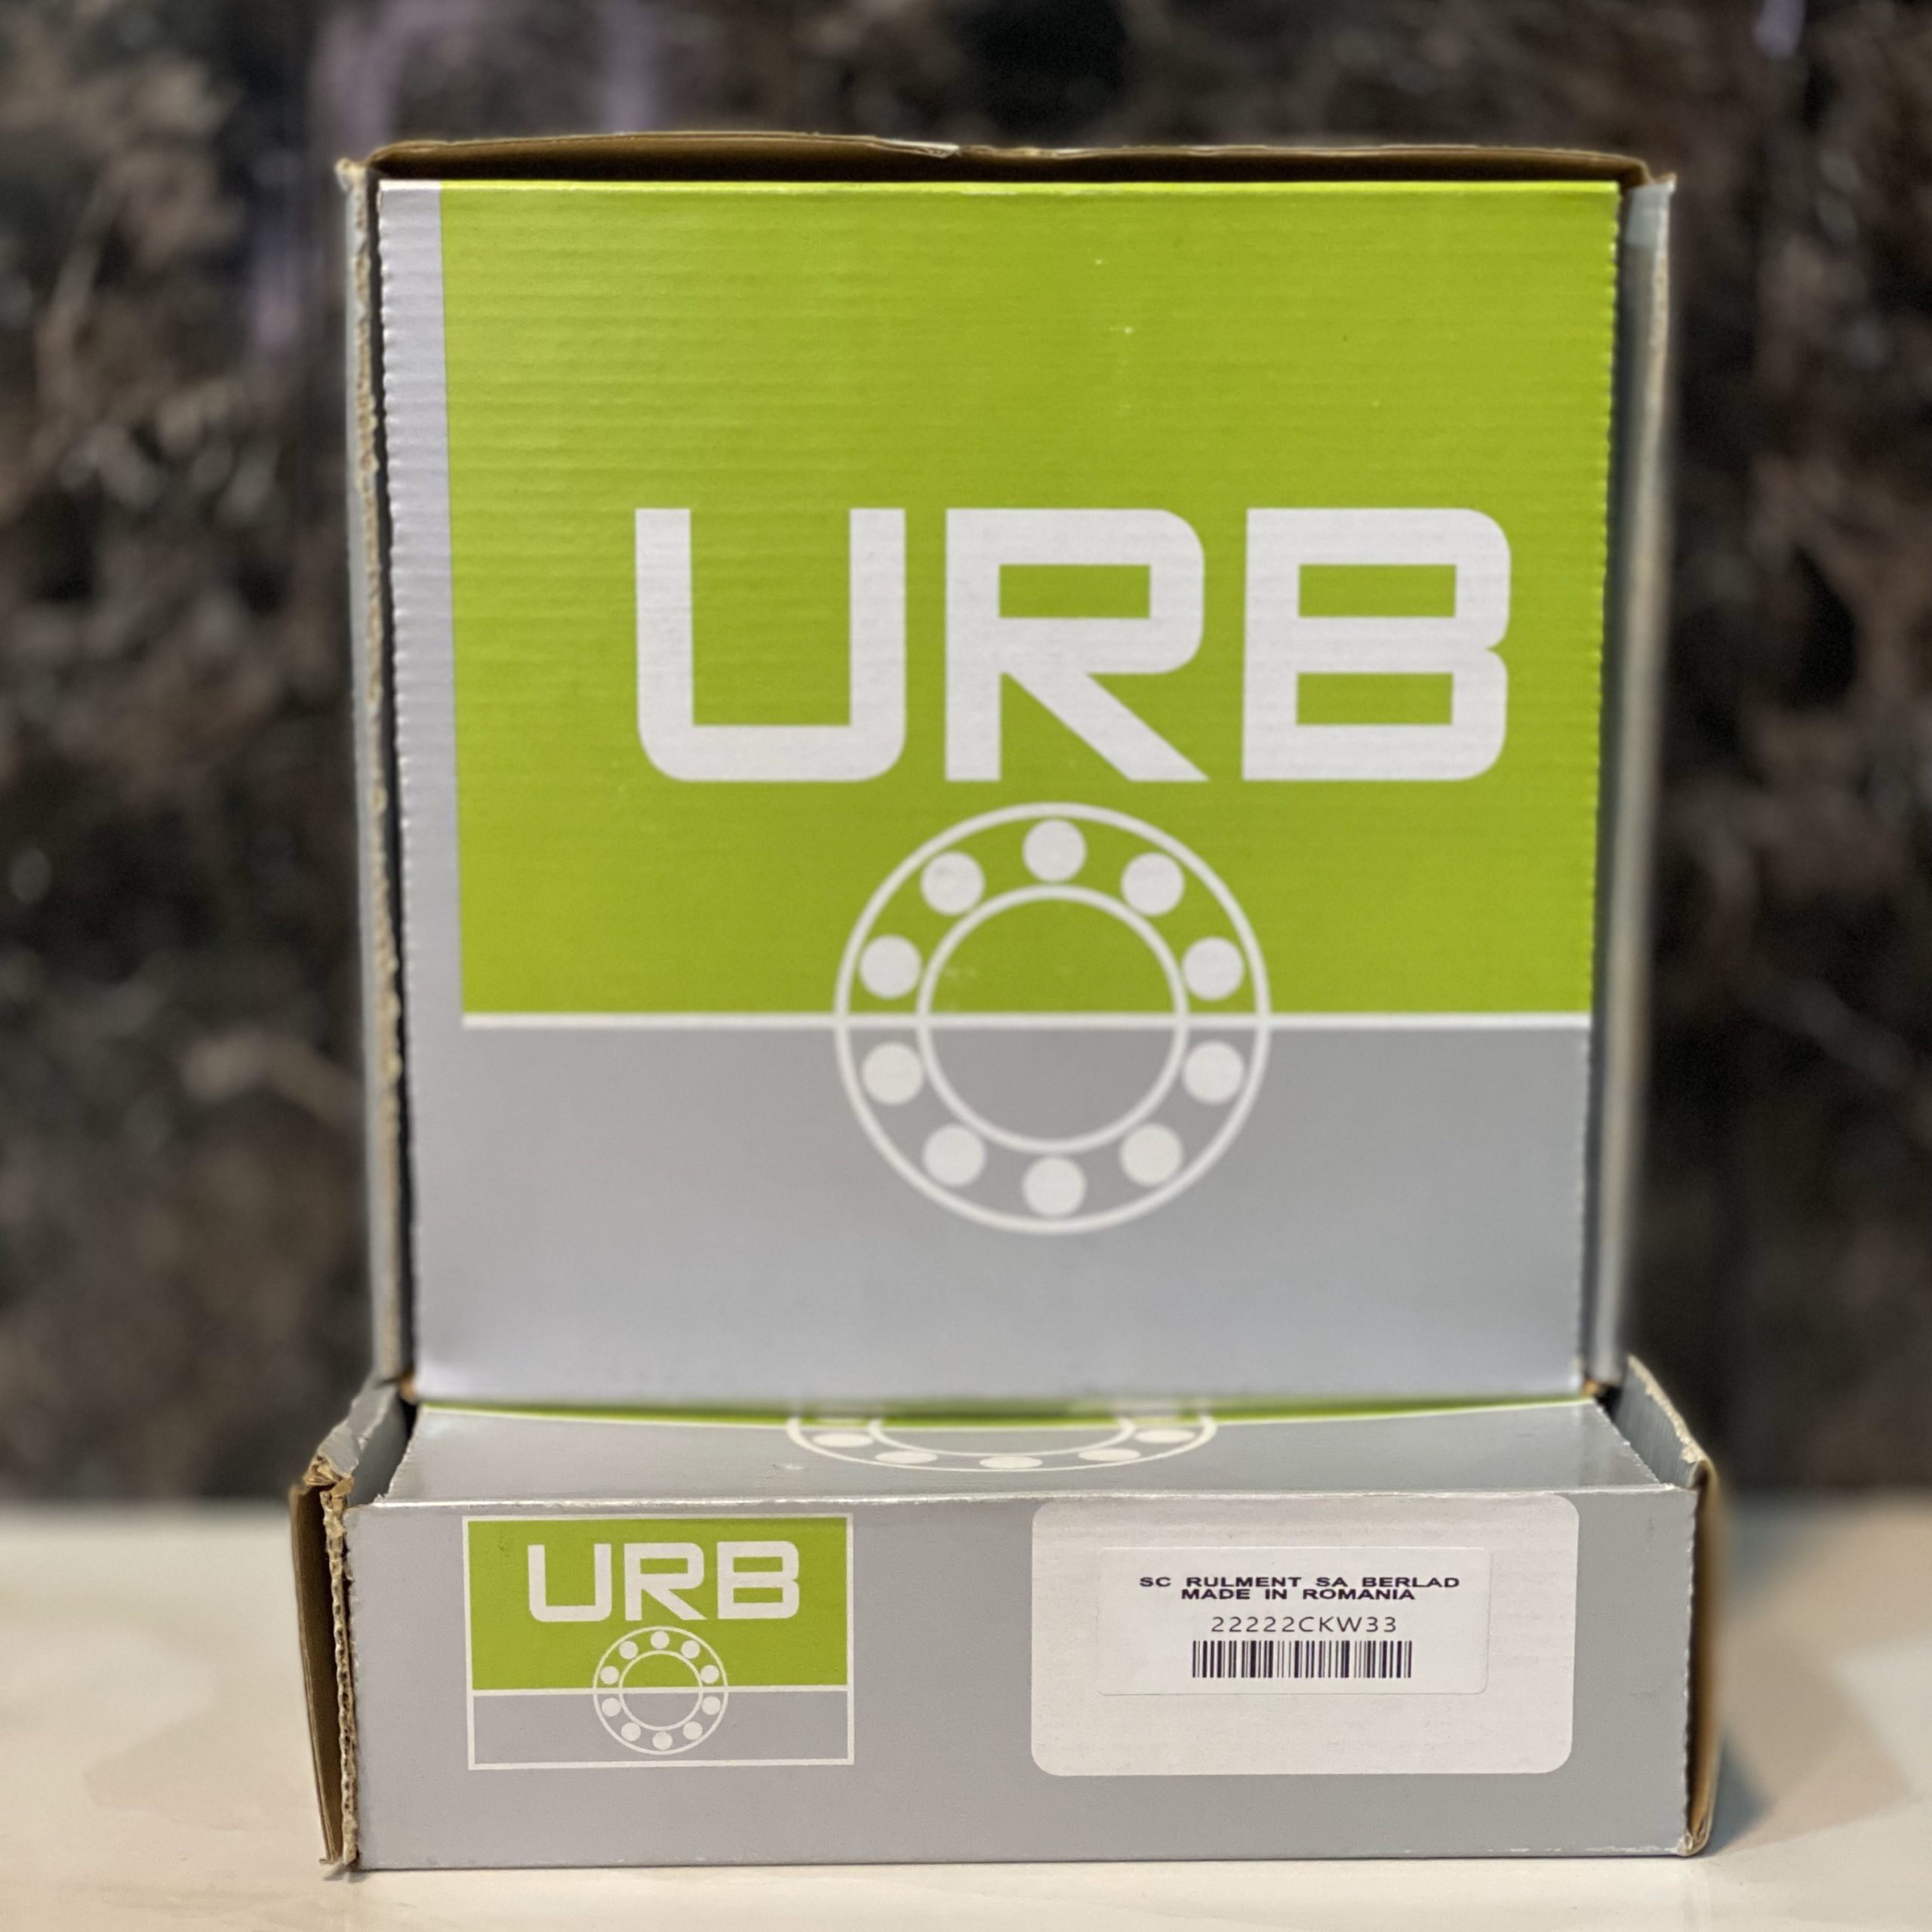 URB
URB
SC RULMENT SA BERLAD
MADE IN ROMANIA
22222CKW33